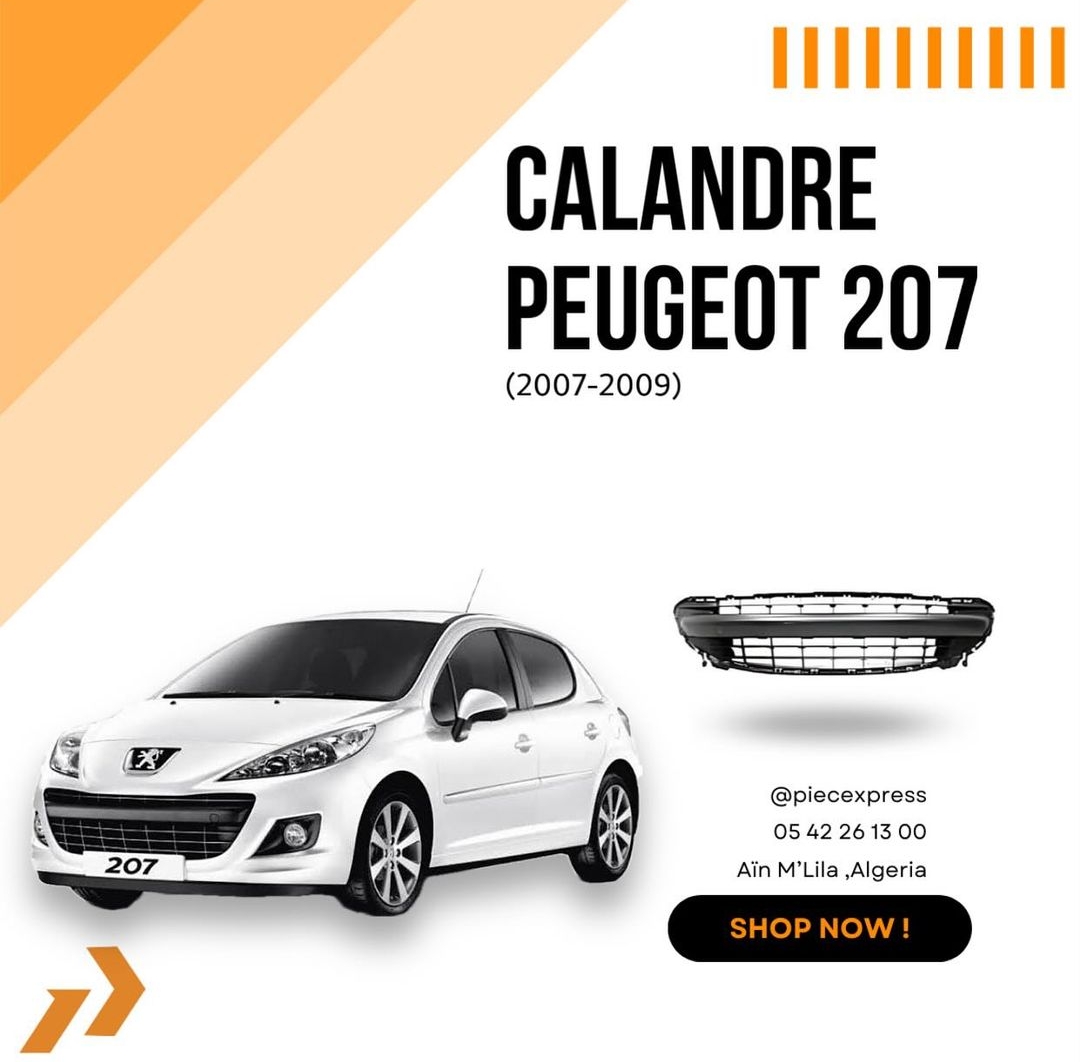 CALANDRE
PEUGEOT 207
(2007-2009)
207
@piecexpress
05 42 26 13 00
Aïn M’Lila ,Algeria
SHOP NOW !